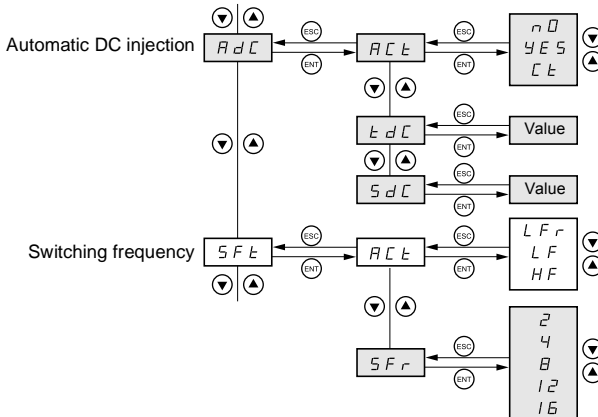 Automatic DC injection
AdC
ESC
ENT
ACt
ESC
ENT
nO
YES
Ct
tdC
ESC
ENT
Value
SdC
ESC
ENT
Value
Switching frequency
SFt
ESC
ENT
ACt
ESC
ENT
LFr
LF
HF
SFr
ESC
ENT
2
4
8
12
16